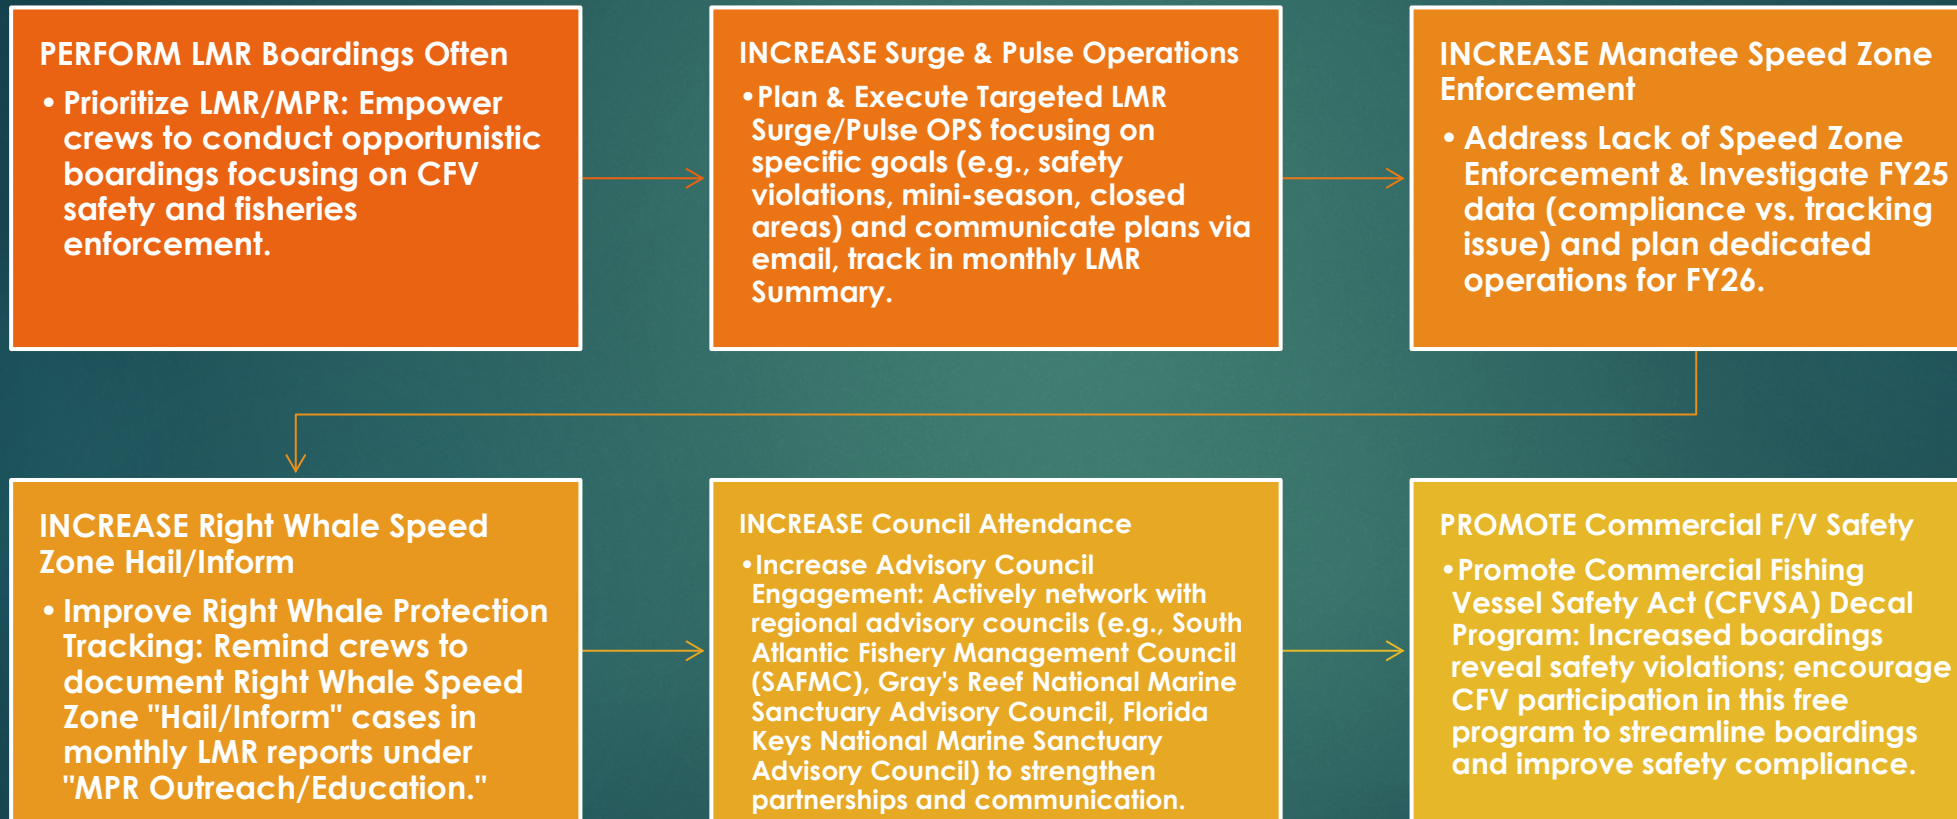 PERFORM LMR Boardings Often
• Prioritize LMR/MPR: Empower
crews to conduct opportunistic
boardings focusing on CFV
safety and fisheries
enforcement.
INCREASE Surge & Pulse Operations
•Plan & Execute Targeted LMR
Surge/Pulse OPS focusing on
specific goals (e.g., safety
violations, mini-season, closed
areas) and communicate plans via
email, track in monthly LMR
Summary.
INCREASE Manatee Speed Zone
Enforcement
• Address Lack of Speed Zone
Enforcement & Investigate FY25
data (compliance vs. tracking
issue) and plan dedicated
operations for FY26.
INCREASE Right Whale Speed
Zone Hail/Inform
• Improve Right Whale Protection
Tracking: Remind crews to
document Right Whale Speed
Zone "Hail/Inform" cases in
monthly LMR reports under
"MPR Outreach/Education."
INCREASE Council Attendance
•Increase Advisory Council
Engagement: Actively network with
regional advisory councils (e.g., South
Atlantic Fishery Management Council
(SAFMC), Gray's Reef National Marine
Sanctuary Advisory Council, Florida
Keys National Marine Sanctuary
Advisory Council) to strengthen
partnerships and communication.
PROMOTE Commercial F/V Safety
•Promote Commercial Fishing
Vessel Safety Act (CFVSA) Decal
Program: Increased boardings
reveal safety violations; encourage
CFV participation in this free
program to streamline boardings
and improve safety compliance.